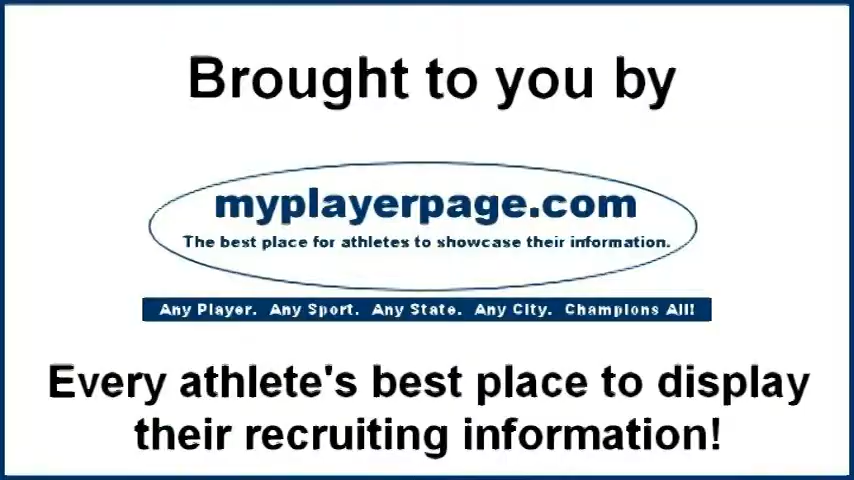 Brought to you by
myplayerpage.com
The best place for athletes to showcase their information.
Any Player. Any Sport. Any State. Any City. Champions All!
Every athlete's best place to display
their recruiting information!